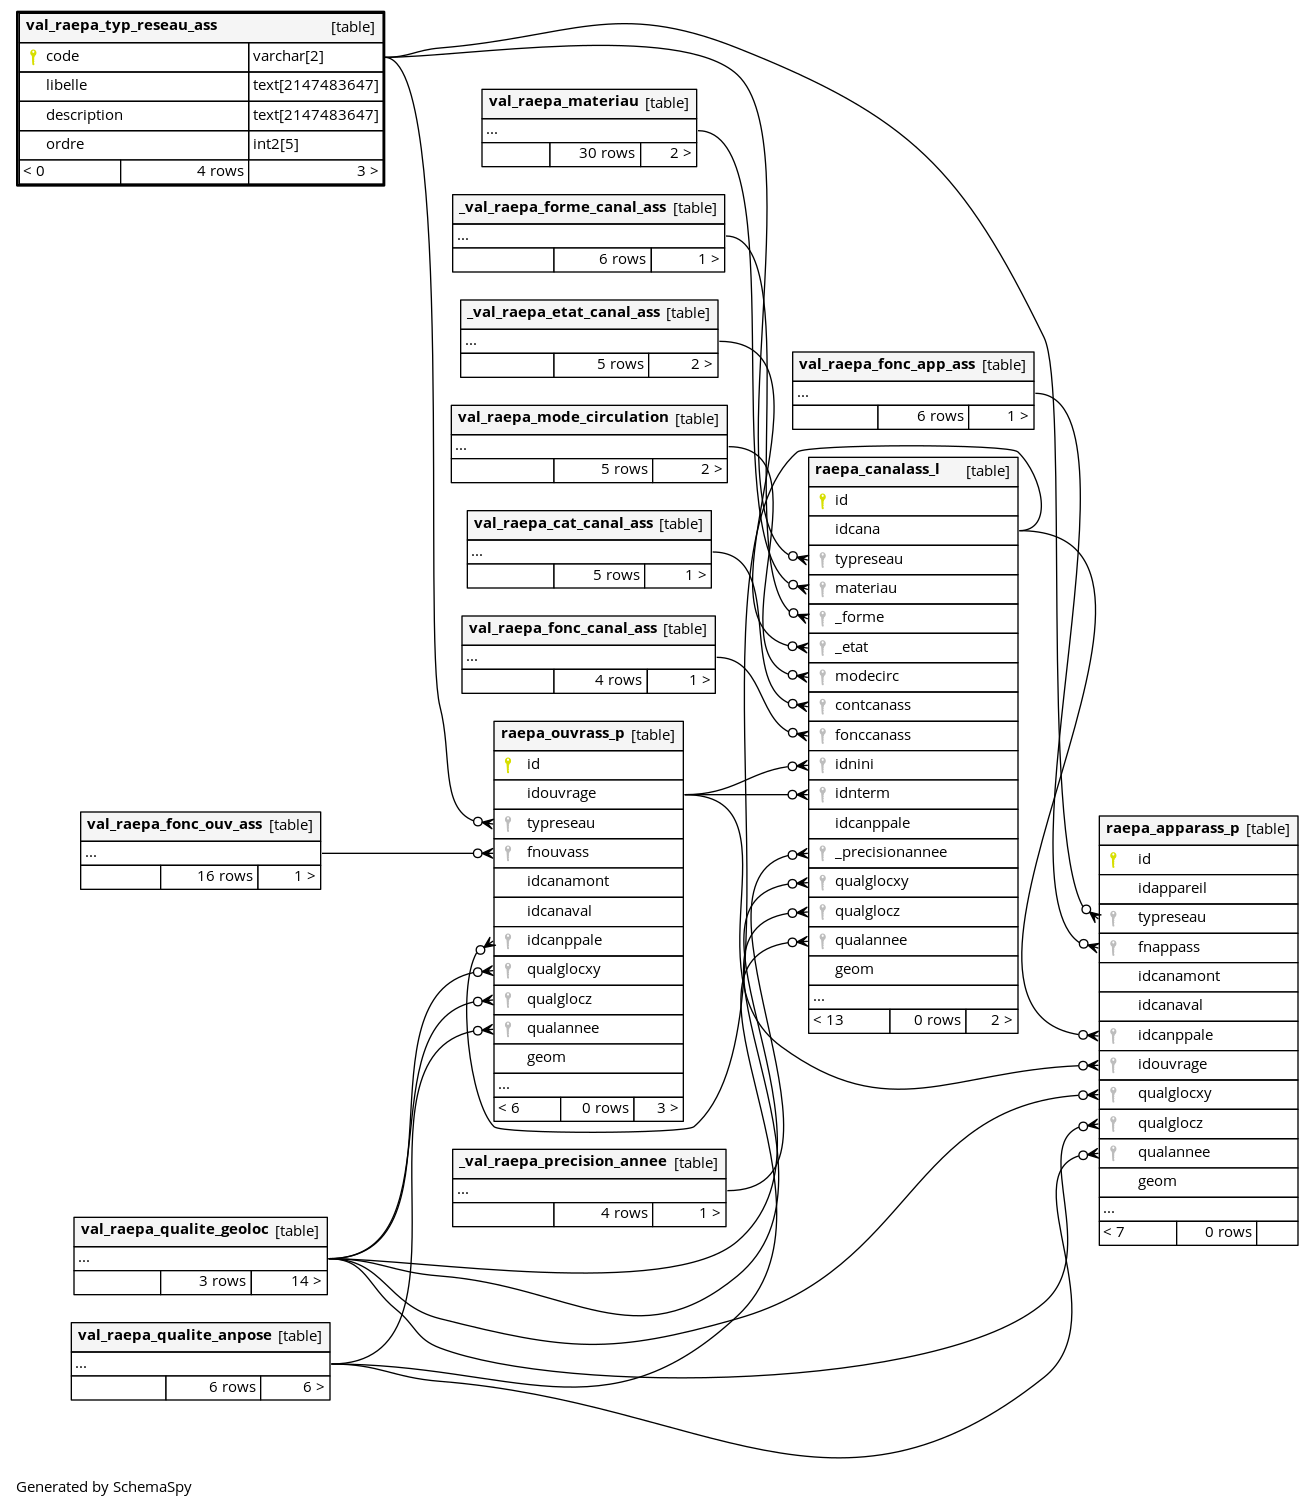 val_raepa_typ_reseau_ass [table]
code varchar[2]
libelle text[2147483647]
description text[2147483647]
ordre int2[5]
< 0 4 rows 3 >
val_raepa_materiau [table]
...
30 rows 2 >
_val_raepa_forme_canal_ass [table]
...
6 rows 1 >
_val_raepa_etat_canal_ass [table]
...
5 rows 2 >
val_raepa_mode_circulation [table]
...
5 rows 2 >
val_raepa_cat_canal_ass [table]
...
5 rows 1 >
val_raepa_fonc_canal_ass [table]
...
4 rows 1 >
val_raepa_fonc_app_ass [table]
...
6 rows 1 >
raepa_canalass_l [table]
id
idcana
typreseau
materiau
_forme
_etat
modecirc
contcanass
fonccanass
idnini
idnterm
idcanppale
_precisionannee
qualglocxy
qualglocz
qualannee
geom
...
< 13 0 rows 2 >
raepa_ouvrass_p [table]
id
idouvrage
typreseau
fnouvass
idcanamont
idcanaval
idcanppale
qualglocxy
qualglocz
qualannee
geom
...
< 6 0 rows 3 >
val_raepa_fonc_ouv_ass [table]
...
16 rows 1 >
raepa_apparass_p [table]
id
idappareil
typreseau
fnappass
idcanamont
idcanaval
idcanppale
idouvrage
qualglocxy
qualglocz
qualannee
geom
...
< 7 0 rows
_val_raepa_precision_annee [table]
...
4 rows 1 >
val_raepa_qualite_geoloc [table]
...
3 rows 14 >
val_raepa_qualite_anpose [table]
...
6 rows 6 >
Generated by SchemaSpy